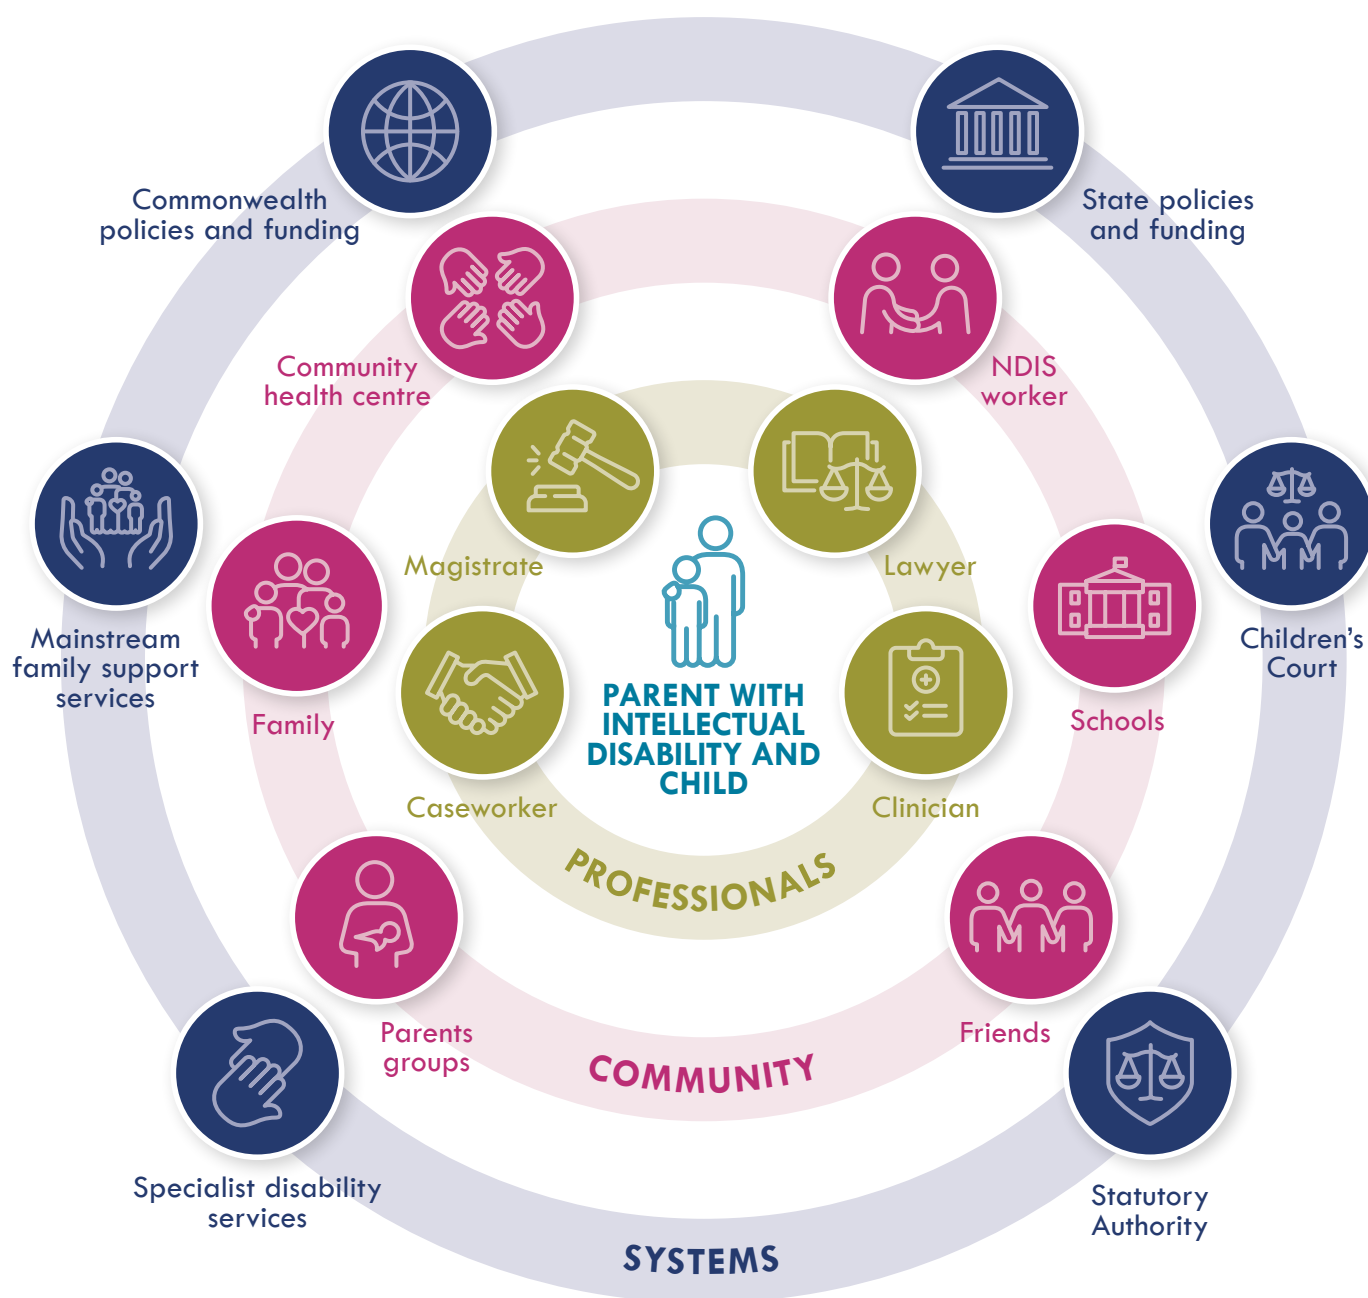 Commonwealth
policies and funding
State policies
and funding
Community
health centre
NDIS
worker
Magistrate
Lawyer
Mainstream
family support
services
Family
PARENT WITH
INTELLECTUAL
DISABILITY AND
CHILD
Schools
Children’s
Court
Caseworker
Clinician
PROFESSIONALS
Parents
groups
Friends
COMMUNITY
Specialist disability
services
Statutory
Authority
SYSTEMS